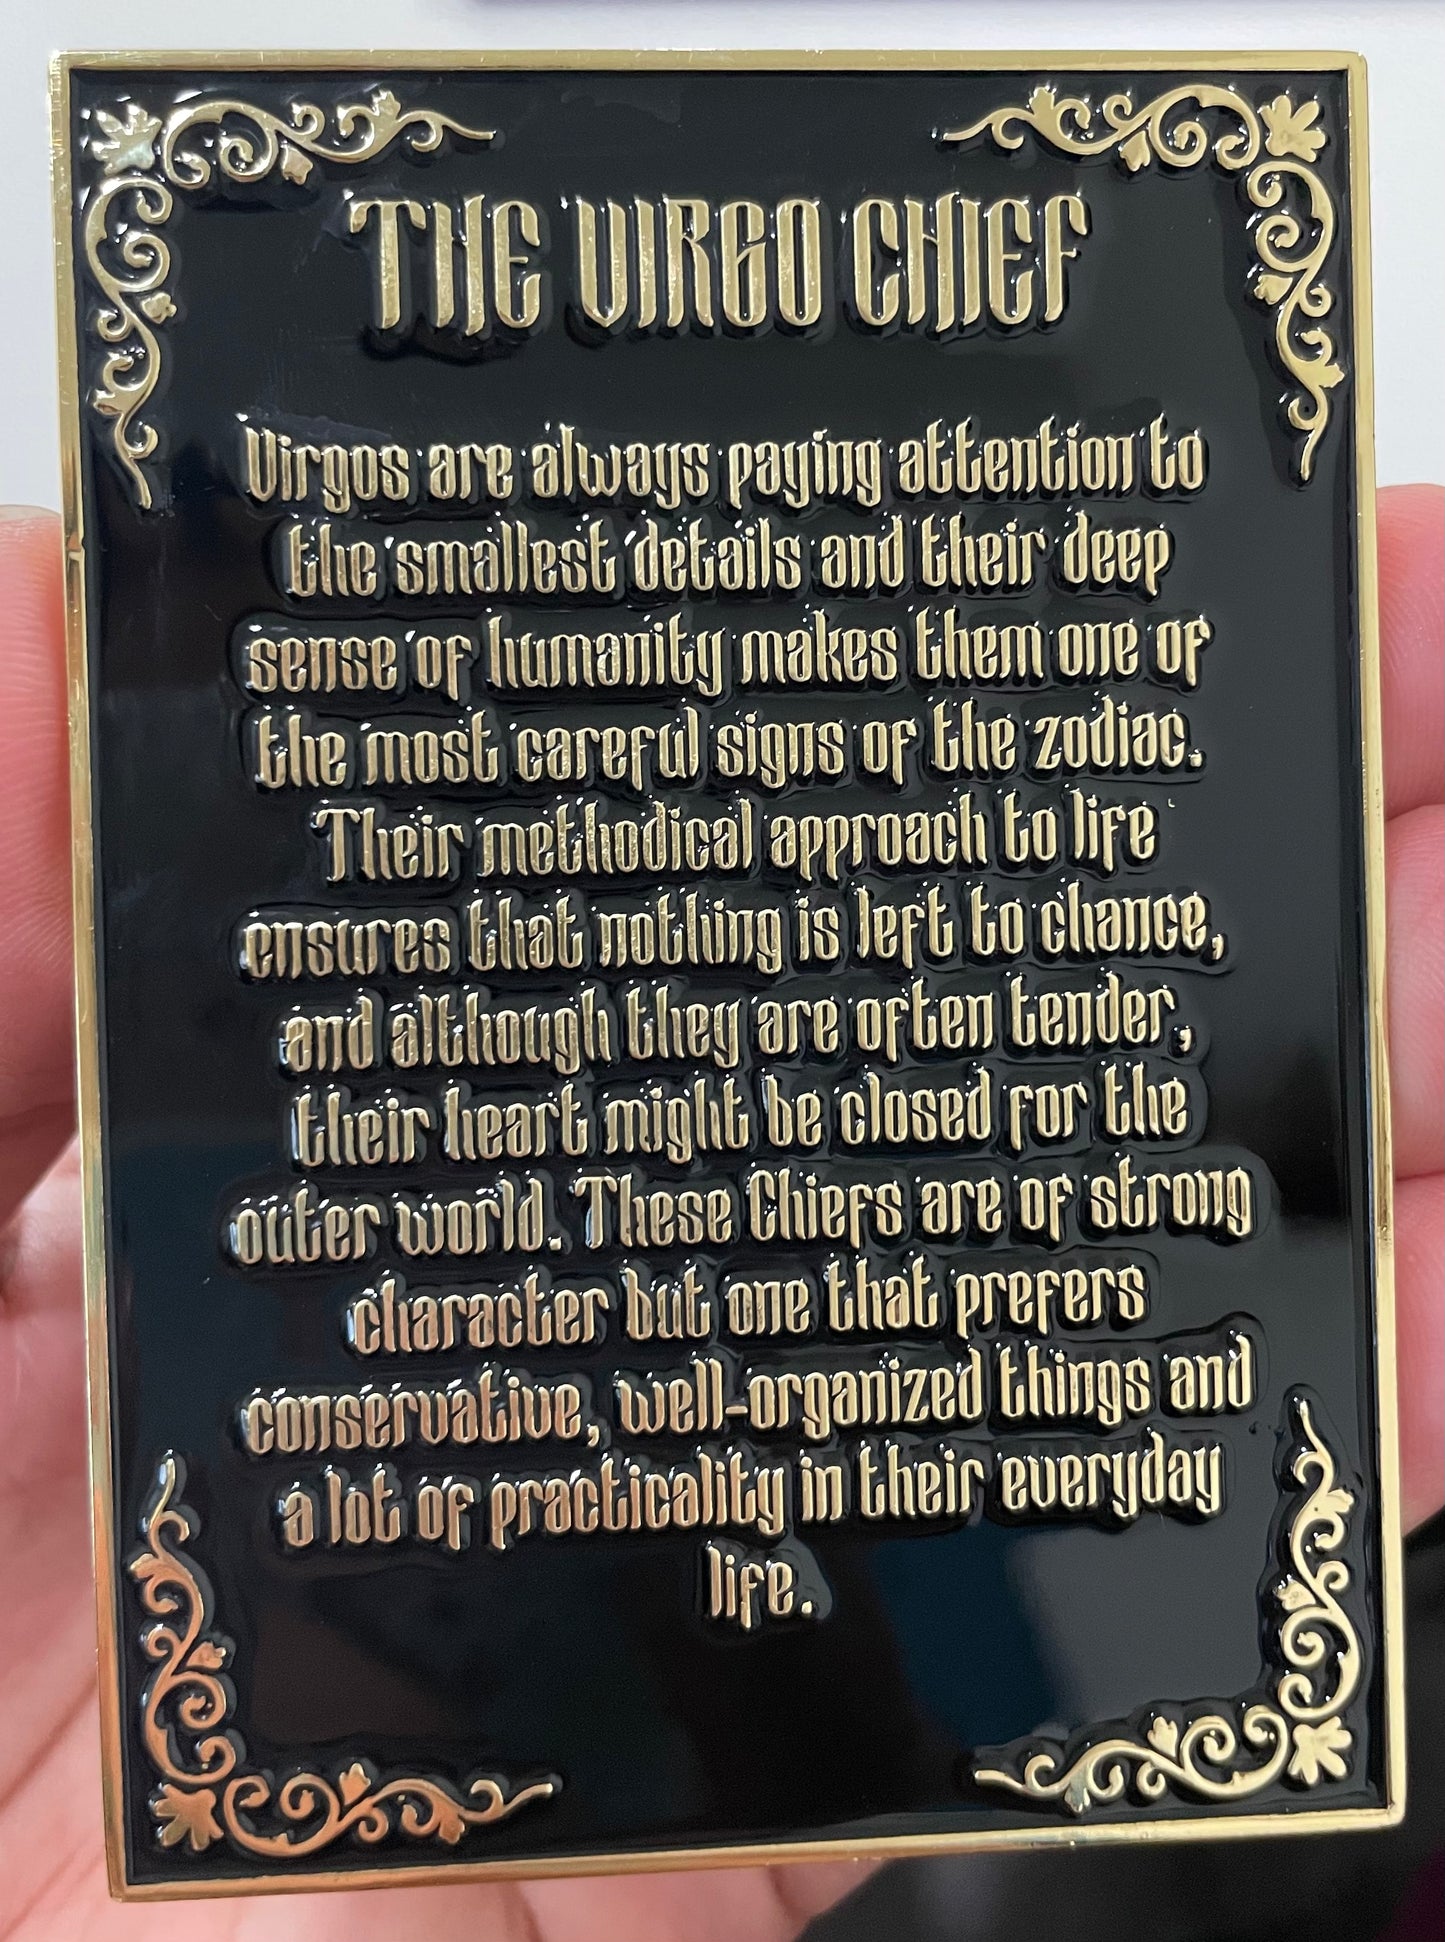 THE VIRGO CHIEF
Virgos are always paying attention to
the smallest details and their deep
sense of humanity makes them one of
the most careful signs of the zodiac.
Their methodical approach to life
ensures that nothing is left to chance,
and although they are often tender,
their heart might be closed for the
outer world. These Chiefs are of strong
character but one that prefers
conservative, well-organized things and
a lot of practicality in their everyday
life.